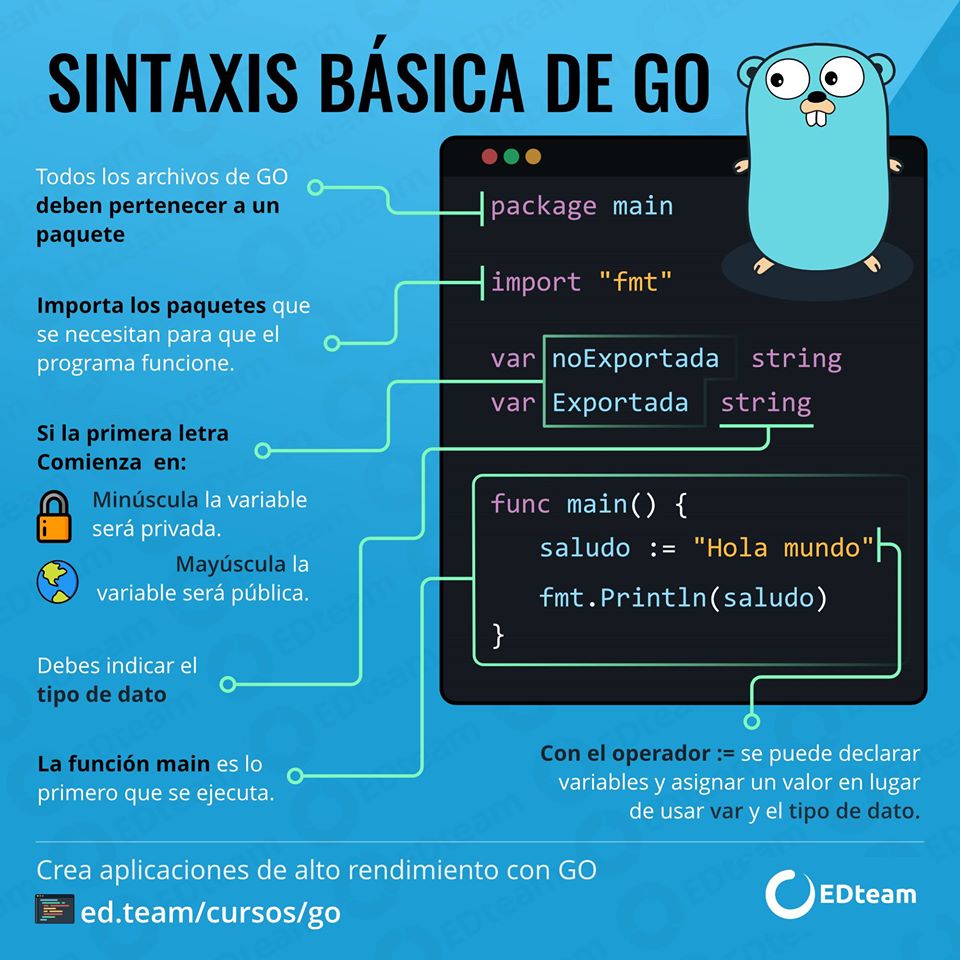 SINTAXIS BÁSICA DE GO
Todos los archivos de GO
deben pertenecer a un
paquete
Importa los paquetes que
se necesitan para que el
programa funcione.
Si la primera letra
Comienza en:
Minúscula la variable
será privada.
Mayúscula la
variable será pública.
Debes indicar el
tipo de dato
La función main es lo
primero que se ejecuta.
package main
import "fmt"
var noExportada string
var Exportada string
func main() {
saludo := "Hola mundo"
fmt.Println(saludo)
}
Con el operador := se puede declarar
variables y asignar un valor en lugar
de usar var y el tipo de dato.
Crea aplicaciones de alto rendimiento con GO
ed.team/cursos/go
EDteam